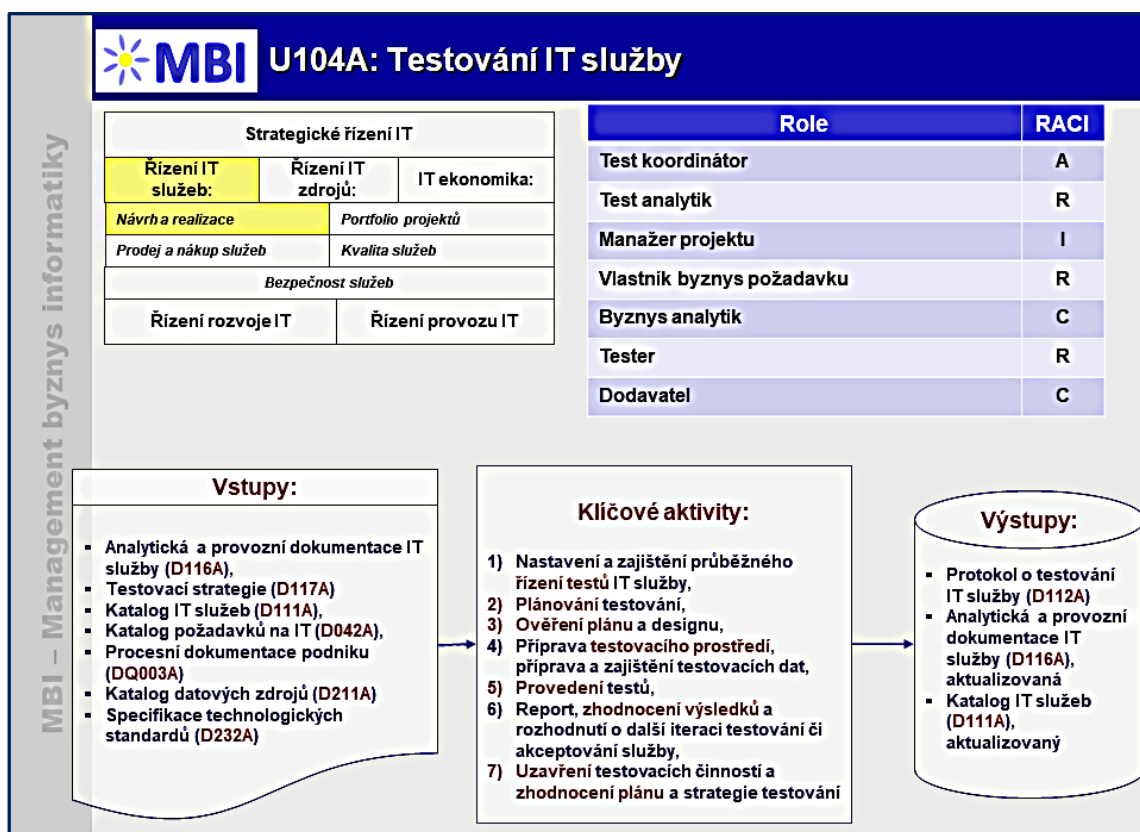 MBI
U104A: Testování IT služby
MBI – Management byznys informatiky
Strategické řízení IT
Řízení IT
služeb:
Řízení IT
zdrojů:
IT ekonomika:
Návrh a realizace
Portfolio projektů
Prodej a nákup služeb
Kvalita služeb
Bezpečnost služeb
Řízení rozvoje IT
Řízení provozu IT
Role RACI
Test koordinátor A
Test analytik R
Manažer projektu I
Vlastník byznys požadavku R
Byznys analytik C
Tester R
Dodavatel C
Vstupy:
▪ Analytická a provozní dokumentace IT
služby (D116A),
▪ Testovací strategie (D117A)
▪ Katalog IT služeb (D111A),
▪ Katalog požadavků na IT (D042A),
▪ Procesní dokumentace podniku
(DQ003A)
▪ Katalog datových zdrojů (D211A)
▪ Specifikace technologických
standardů (D232A)
Klíčové aktivity:
1) Nastavení a zajištění průběžného
řízení testů IT služby,
2) Plánování testování,
3) Ověření plánu a designu,
4) Příprava testovacího prostředí,
příprava a zajištění testovacích dat,
5) Provedení testů,
6) Report, zhodnocení výsledků a
rozhodnutí o další iteraci testování či
akceptování služby,
7) Uzavření testovacích činností a
zhodnocení plánu a strategie testování
Výstupy:
▪ Protokol o testování
IT služby (D112A)
▪ Analytická a provozní
dokumentace IT
služby (D116A),
aktualizovaná
▪ Katalog IT služeb
(D111A),
aktualizovaný